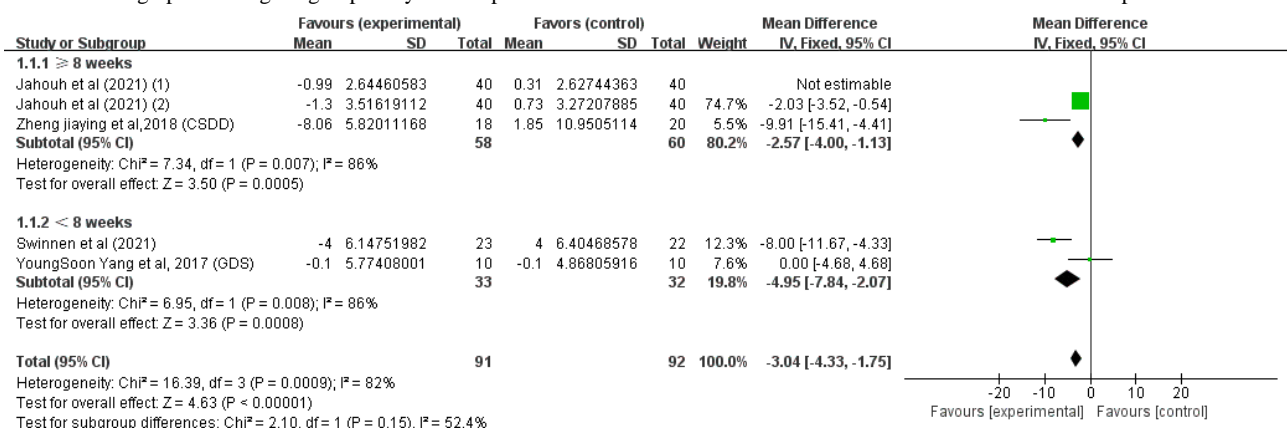 Favours (experimental) Favors (control) Mean Difference Mean Difference
Study or Subgroup Mean SD Total Mean SD Total Weight IV, Fixed, 95% CI IV, Fixed, 95% CI
1.1.1 ≥ 8 weeks
Jahouh et al (2021) (1) -0.99 2.64460583 40 0.31 2.62744363 40 Not estimable
Jahouh et al (2021) (2) -1.3 3.51619112 40 0.73 3.27207885 40 74.7% -2.03 [-3.52, -0.54]
Zheng jiaying et al,2018 (CSDD) -8.06 5.82011168 18 1.85 10.9505114 20 5.5% -9.91 [-15.41, -4.41]
Subtotal (95% CI) 58 60 80.2% -2.57 [-4.00, -1.13]
Heterogeneity: Chi² = 7.34, df = 1 (P = 0.007); I² = 86%
Test for overall effect: Z = 3.50 (P = 0.0005)
1.1.2 < 8 weeks
Swinnen et al (2021) -4 6.14751982 23 4 6.40468578 22 12.3% -8.00 [-11.67, -4.33]
YoungSoon Yang et al, 2017 (GDS) -0.1 5.77408001 10 -0.1 4.86805916 10 7.6% 0.00 [-4.68, 4.68]
Subtotal (95% CI) 33 32 19.8% -4.95 [-7.84, -2.07]
Heterogeneity: Chi² = 6.95, df = 1 (P = 0.008); I² = 86%
Test for overall effect: Z = 3.36 (P = 0.0008)
Total (95% CI) 91 92 100.0% -3.04 [-4.33, -1.75]
Heterogeneity: Chi² = 16.39, df = 3 (P = 0.0009); I² = 82%
Test for overall effect: Z = 4.63 (P < 0.00001)
Test for subgroup differences: Chi² = 2.10, df = 1 (P = 0.15), I² = 52.4%
-20 -10 0 10 20
Favours [experimental] Favours [control]